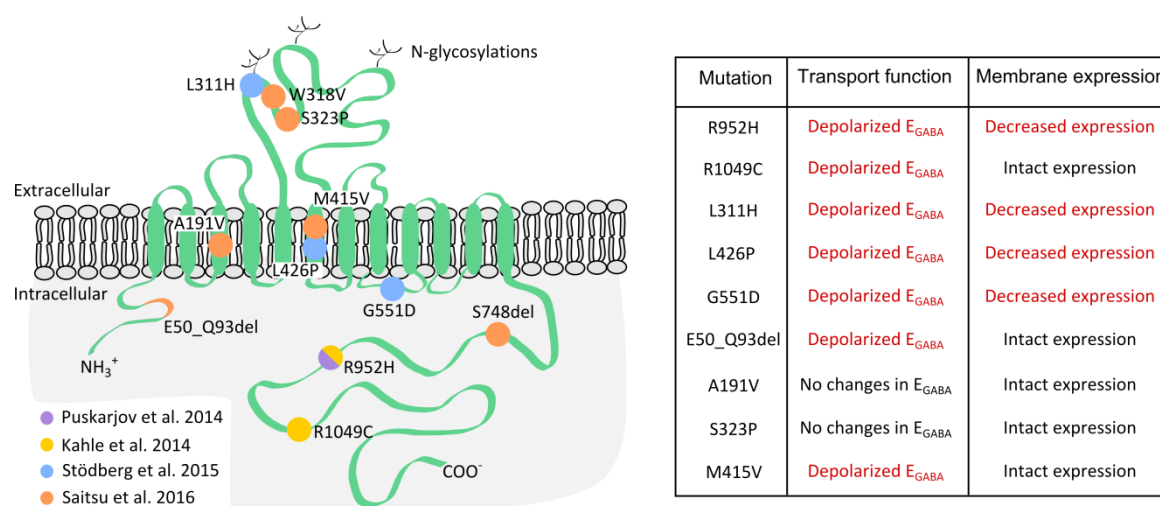 N-glycosylations
L311H
W318V
S323P
Extracellular
M415V
A191V
L426P
Intracellular
G551D
S748del
E50_Q93del
NH3+
R952H
R1049C
COO-
Puskarjov et al. 2014
Kahle et al. 2014
Stödberg et al. 2015
Saitsu et al. 2016
Mutation Transport function Membrane expression
R952H Depolarized EGABA Decreased expression
R1049C Depolarized EGABA Intact expression
L311H Depolarized EGABA Decreased expression
L426P Depolarized EGABA Decreased expression
G551D Depolarized EGABA Decreased expression
E50_Q93del Depolarized EGABA Intact expression
A191V No changes in EGABA Intact expression
S323P No changes in EGABA Intact expression
M415V Depolarized EGABA Intact expression